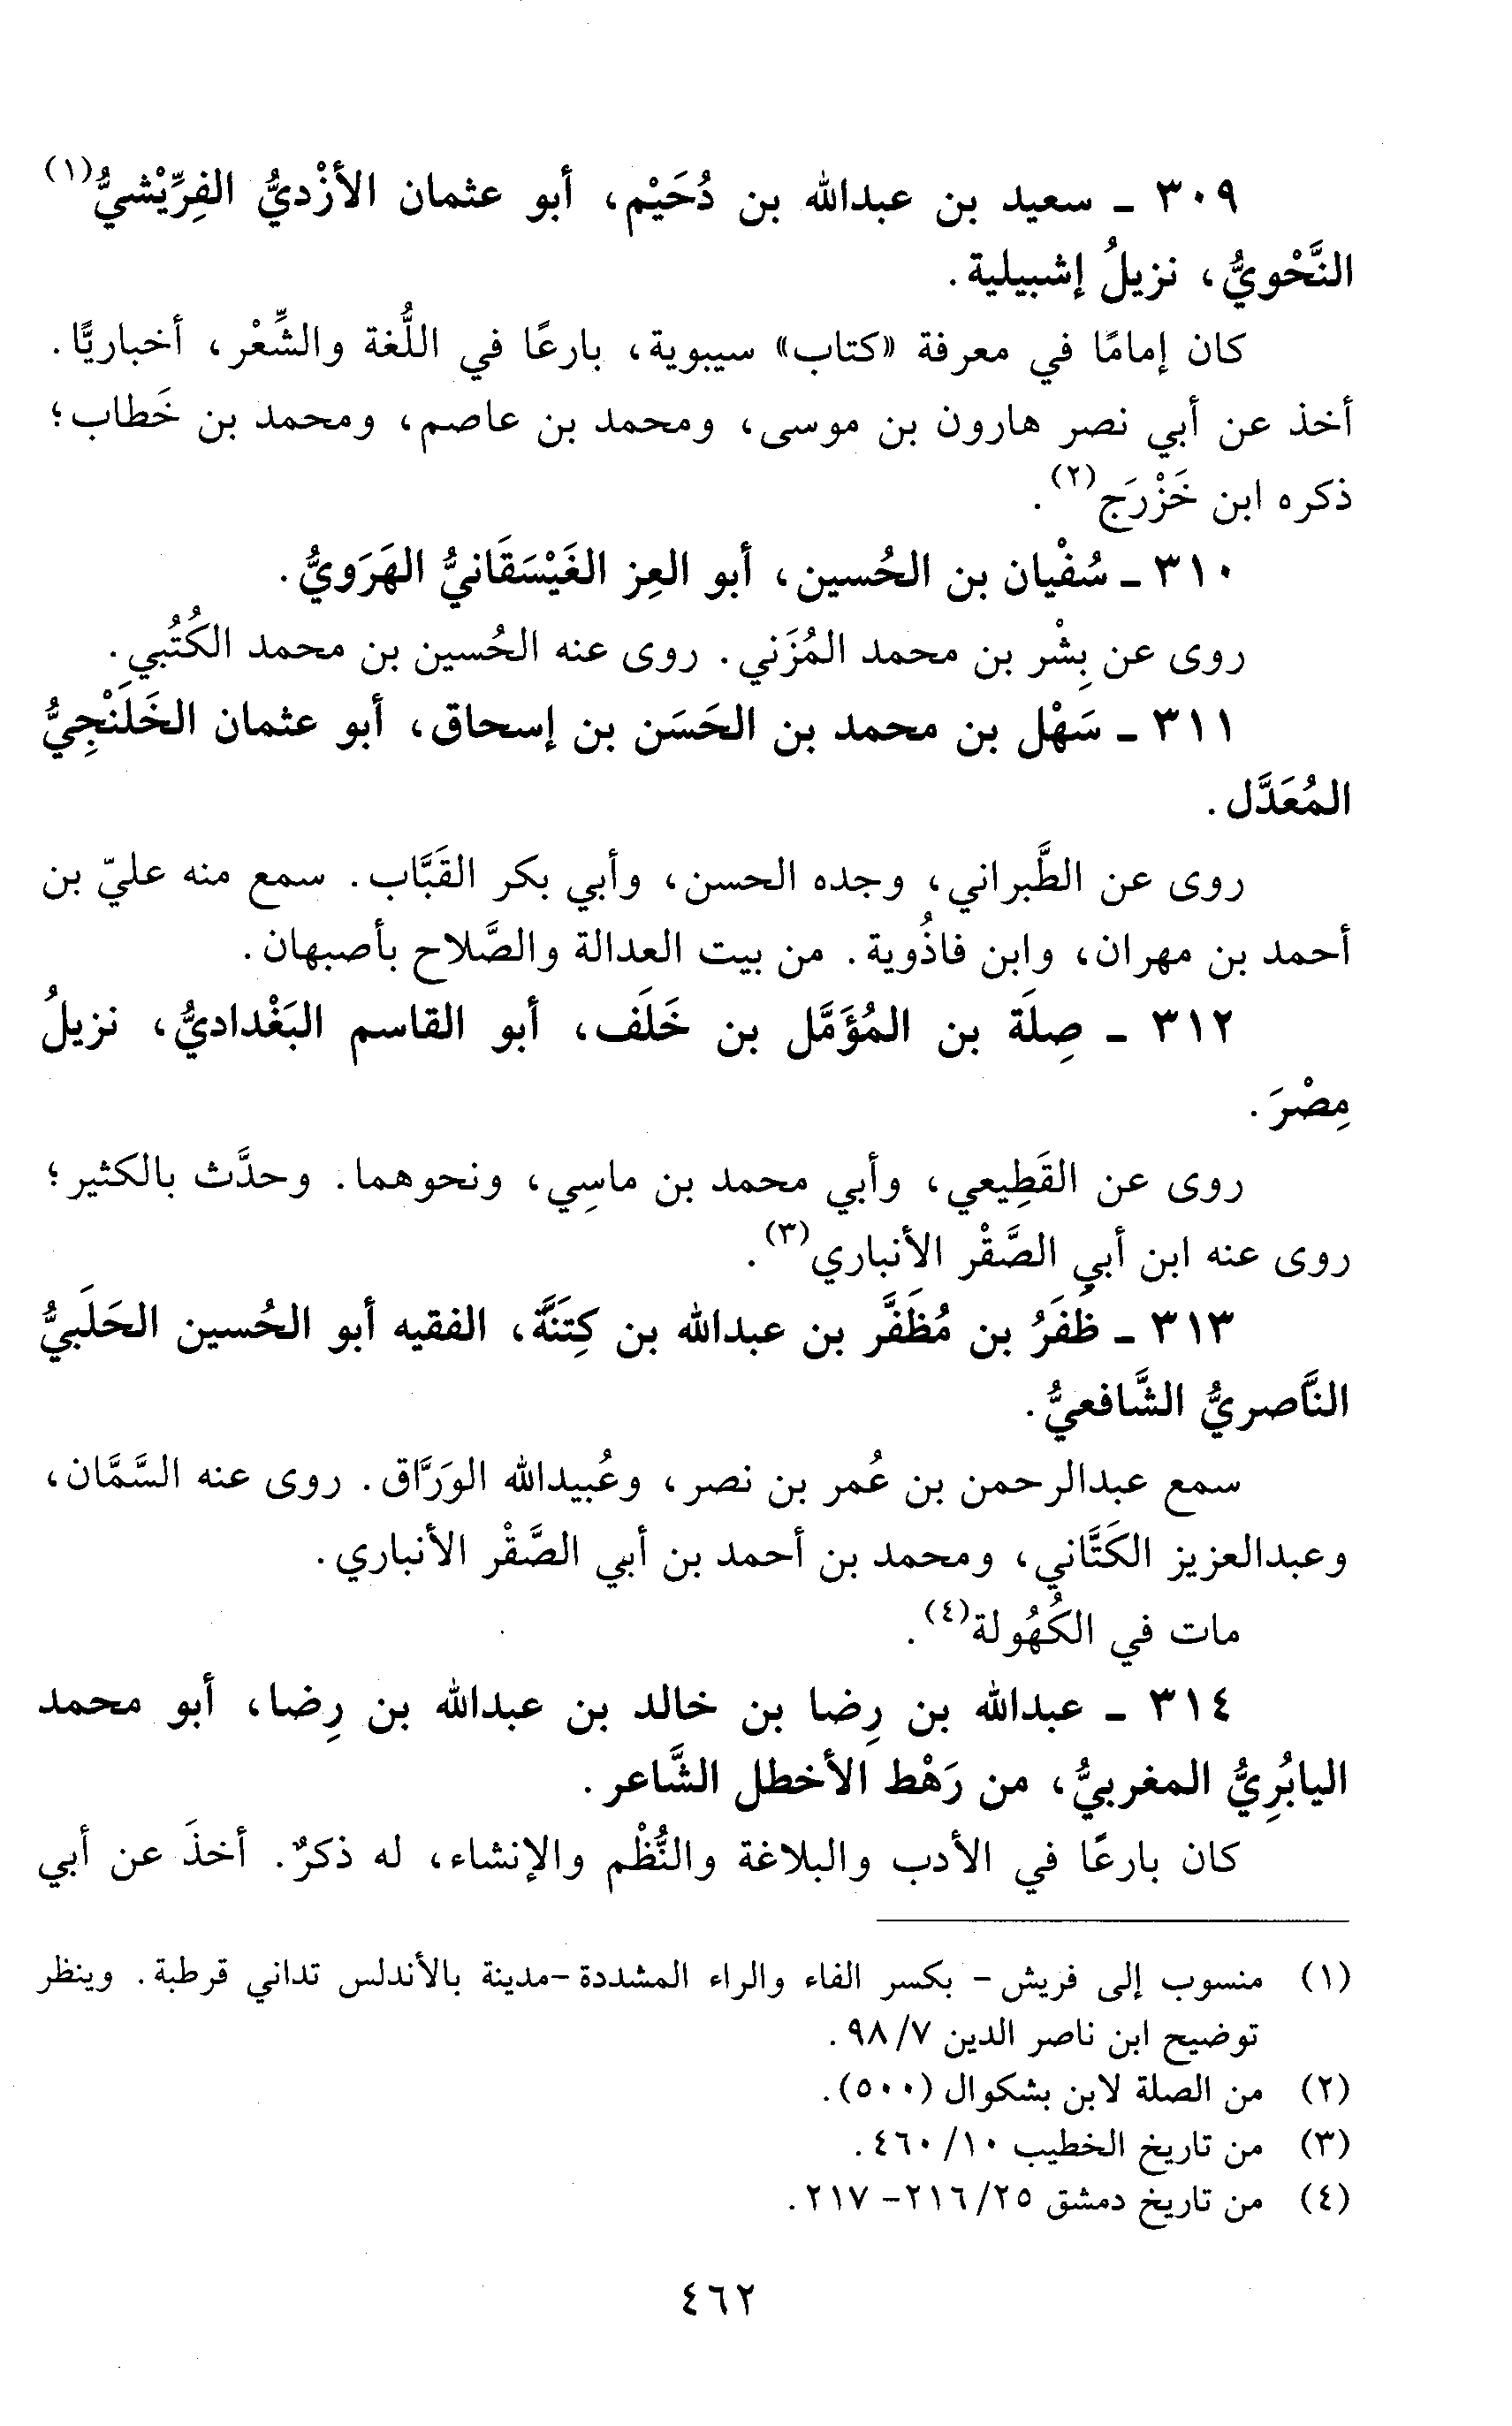 ٣٠٩ ـ سعيد بن عبدالله بن دُحَيْم، أبو عثمان الأزْديُّ الفِرِّيْشيُّ(١)
النَّحْويُّ، نزيلُ إشبيلية.
كان إمامًا في معرفة «كتاب» سيبوية، بارعًا في اللُّغة والشِّعْر، أخباريًّا.
أخذ عن أبي نصر هارون بن موسى، ومحمد بن عاصم، ومحمد بن خَطاب؛
ذكره ابن خَزْرَج(٢).
٣١٠ ـ سُفْيان بن الحُسين، أبو العِز الغَيْسَقَانيُّ الهَرَويُّ.
روى عن بِشْر بن محمد المُزَني. روى عنه الحُسين بن محمد الكُتُبي.
٣١١ ـ سَهْل بن محمد بن الحَسَن بن إسحاق، أبو عثمان الخَلَنْجِيُّ
المُعَدَّل.
روى عن الطَّبراني، وجده الحسن، وأبي بكر القَبَّاب. سمع منه عليّ بن
أحمد بن مهران، وابن فاذُوية. من بيت العدالة والصَّلاح بأصبهان.
٣١٢ ـ صِلَة بن المُؤَمَّل بن خَلَف، أبو القاسم البَغْداديُّ، نزيلُ
مِصْرَ.
روى عن القَطِيعي، وأبي محمد بن ماسِي، ونحوهما. وحدَّث بالكثير؛
روى عنه ابن أبي الصَّقْر الأنباري(٣).
٣١٣ ـ ظَفَرُ بن مُظَفَّر بن عبدالله بن كِتَنَّة، الفقيه أبو الحُسين الحَلَبيُّ
النَّاصريُّ الشَّافعيُّ.
سمع عبدالرحمن بن عُمر بن نصر، وعُبيدالله الورَّاق. روى عنه السَّمَّان،
وعبدالعزيز الكَتَّاني، ومحمد بن أحمد بن أبي الصَّقْر الأنباري.
مات في الكُهُولة(٤).
٣١٤ ـ عبدالله بن رِضا بن خالد بن عبدالله بن رِضا، أبو محمد
اليابُرِيُّ المغربيُّ، من رَهْط الأخطل الشَّاعر.
كان بارعًا في الأدب والبلاغة والنُّظْم والإنشاء، له ذكرٌ. أخذَ عن أبي
(١) منسوب إلى فريش - بكسر الفاء والراء المشددة -مدينة بالأندلس تداني قرطبة. وينظر
توضيح ابن ناصر الدين ٩٨/٧.
(٢) من الصلة لابن بشكوال (٥٠٠).
(٣) من تاريخ الخطيب ٤٦٠/١٠.
(٤) من تاريخ دمشق ٢١٦/٢٥- ٢١٧.
٤٦٢